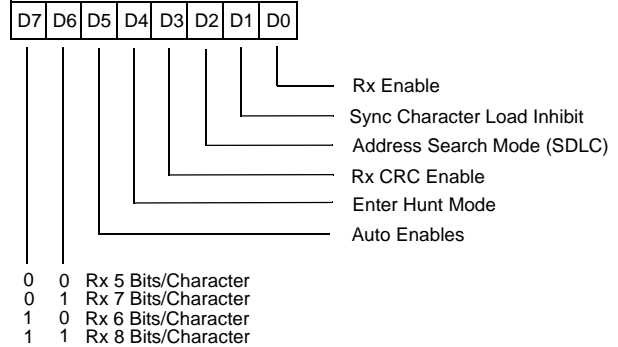 D7 D6 D5 D4 D3 D2 D1 D0
Rx Enable
Sync Character Load Inhibit
Address Search Mode (SDLC)
Rx CRC Enable
Enter Hunt Mode
Auto Enables
0 0 Rx 5 Bits/Character
0 1 Rx 7 Bits/Character
1 0 Rx 6 Bits/Character
1 1 Rx 8 Bits/Character